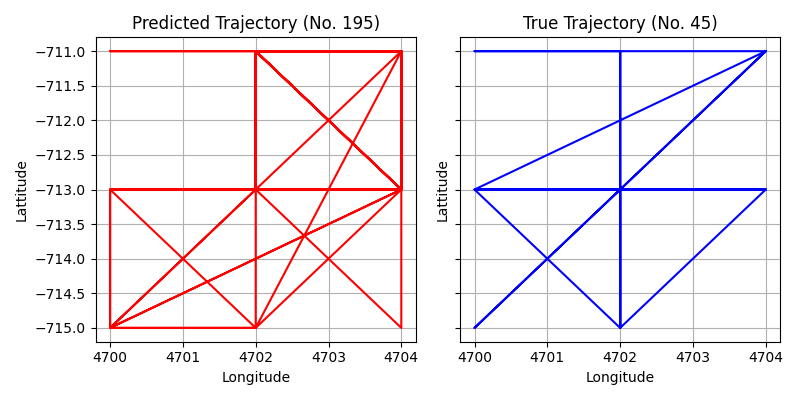 Predicted Trajectory (No. 195)
True Trajectory (No. 45)
−711.0
−711.5
−712.0
−712.5
−713.0
−713.5
−714.0
−714.5
−715.0
Lattitude
Lattitude
4700 4701 4702 4703 4704
4700 4701 4702 4703 4704
Longitude
Longitude